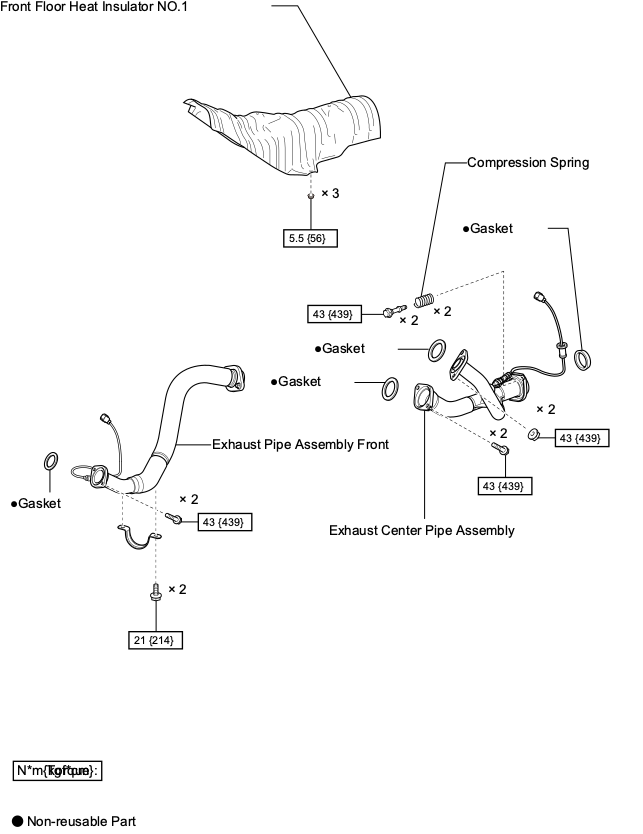 Front Floor Heat Insulator NO.1
Compression Spring
× 3
●Gasket
5.5 {56}
43 {439}
× 2
× 2
●Gasket
●Gasket
× 2
Exhaust Pipe Assembly Front
× 2
43 {439}
43 {439}
●Gasket
× 2
43 {439}
Exhaust Center Pipe Assembly
× 2
21 {214}
N*m{ }:
● Non-reusable Part